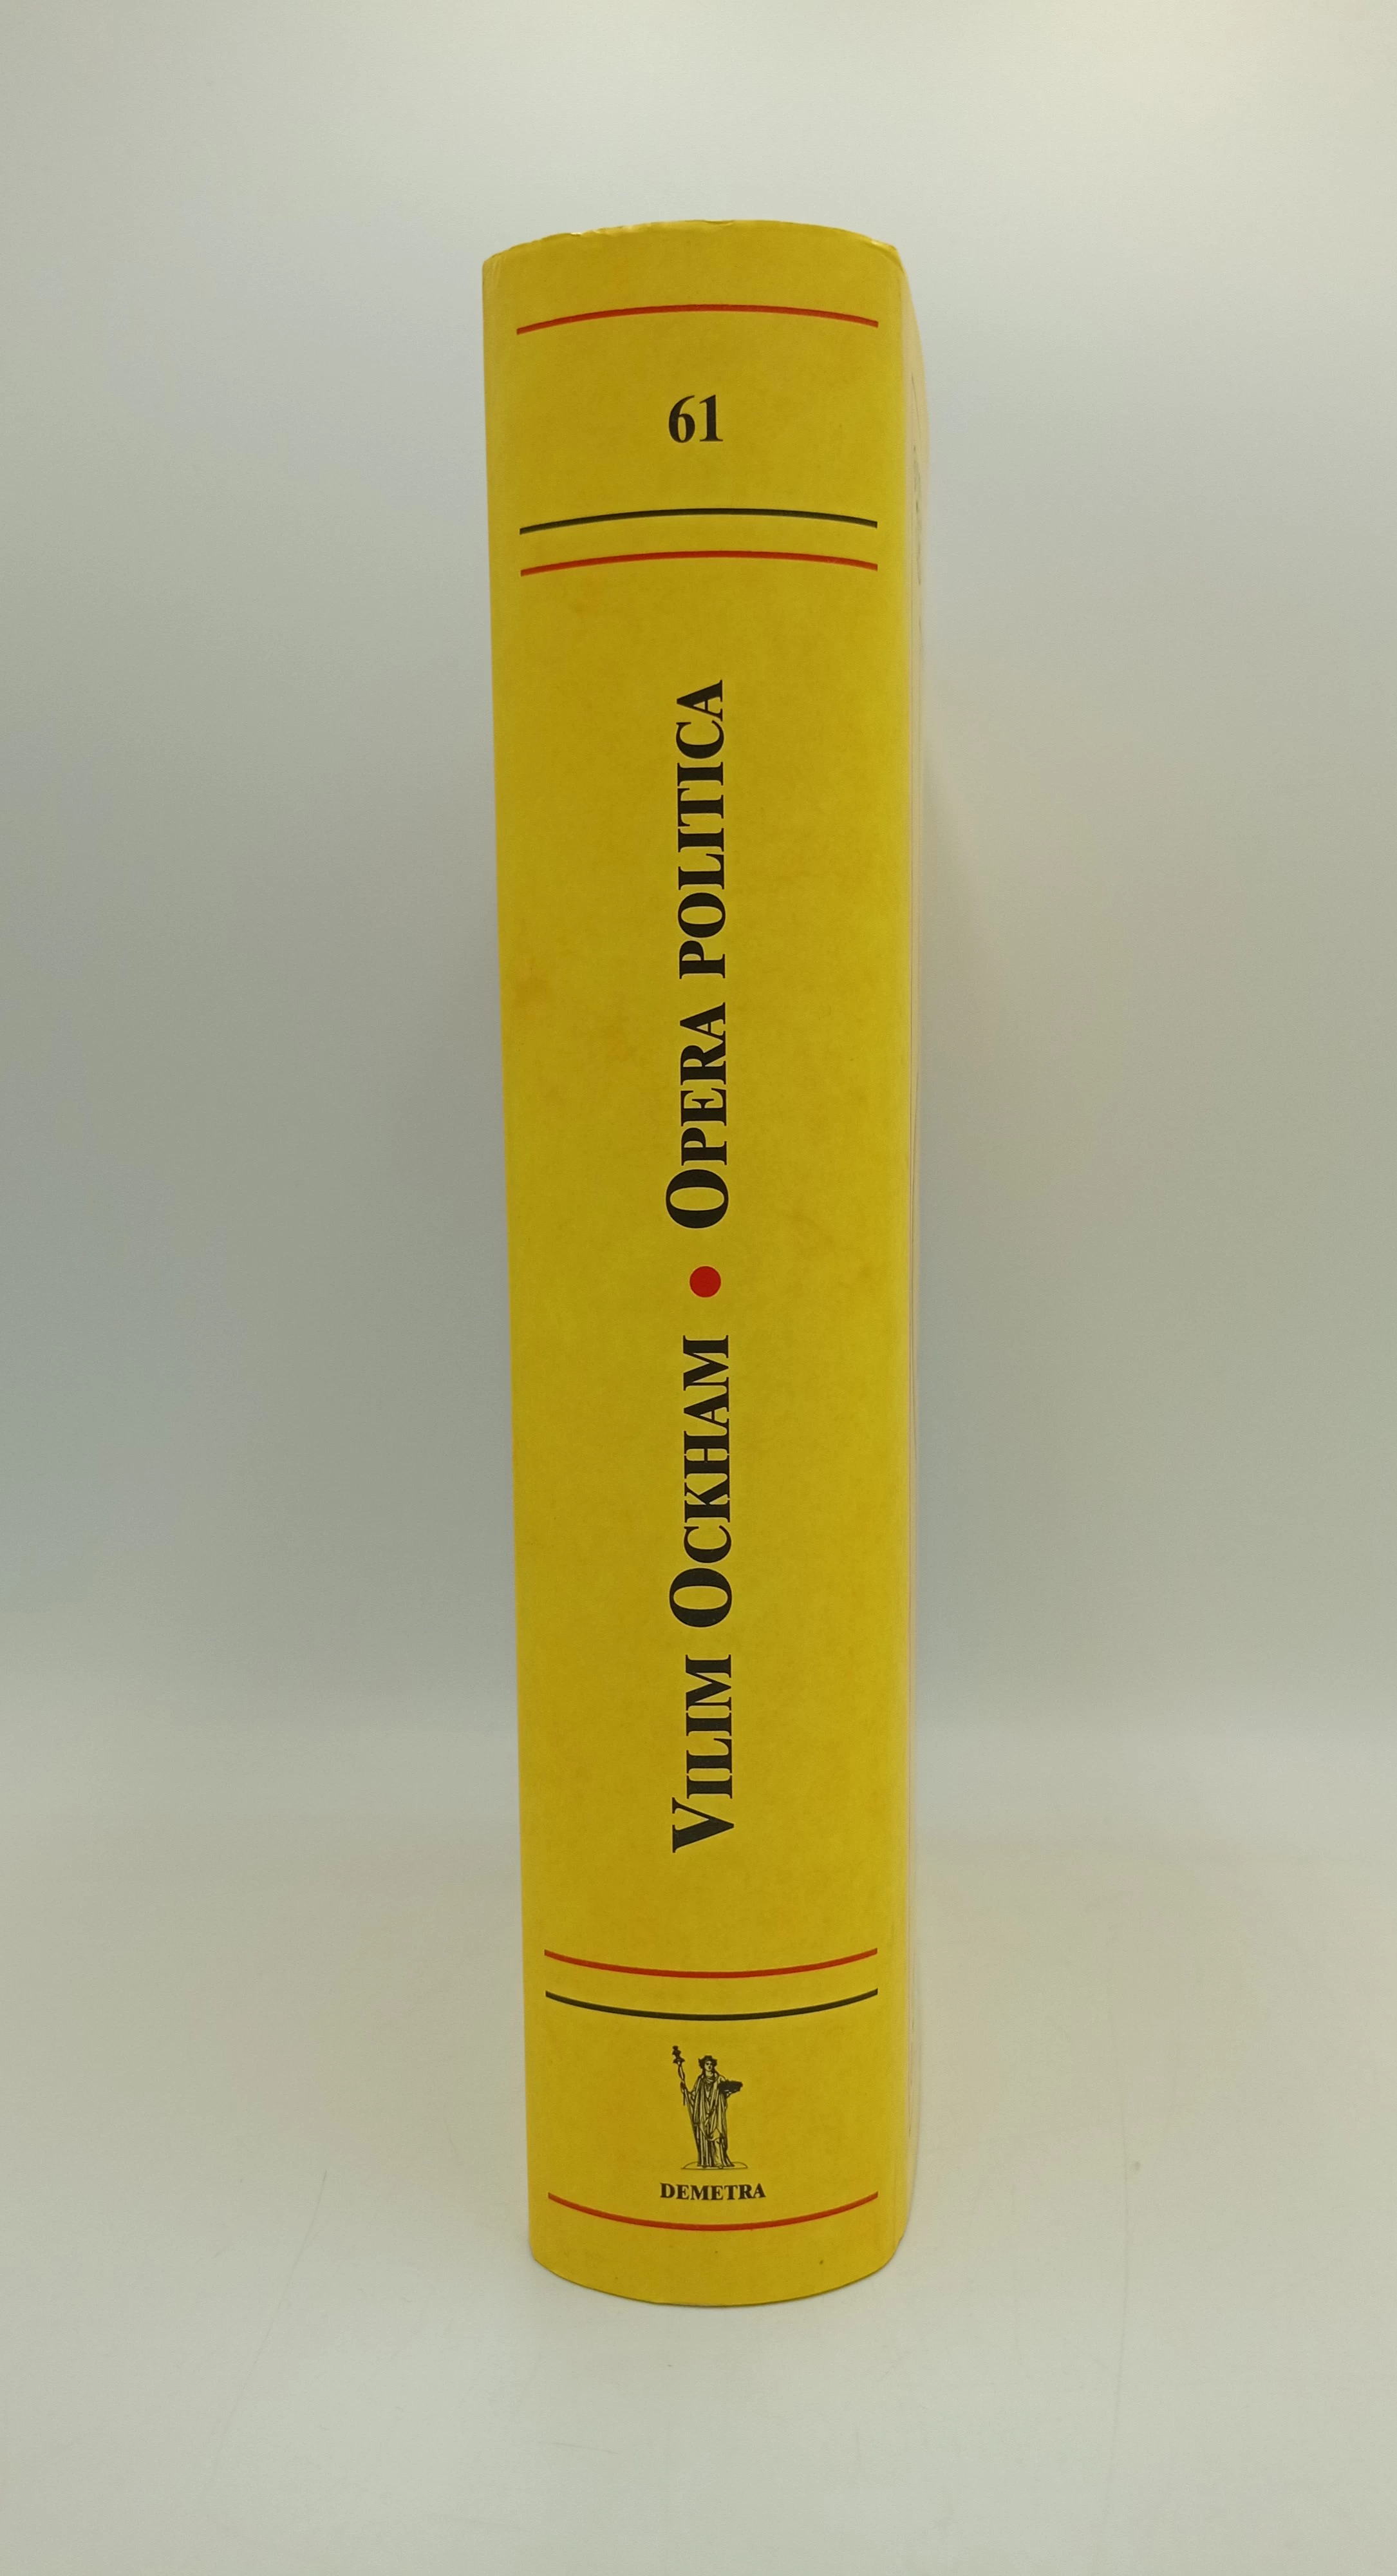 61
VILIM OCKHAM • OPERA POLITICA
DEMETRA